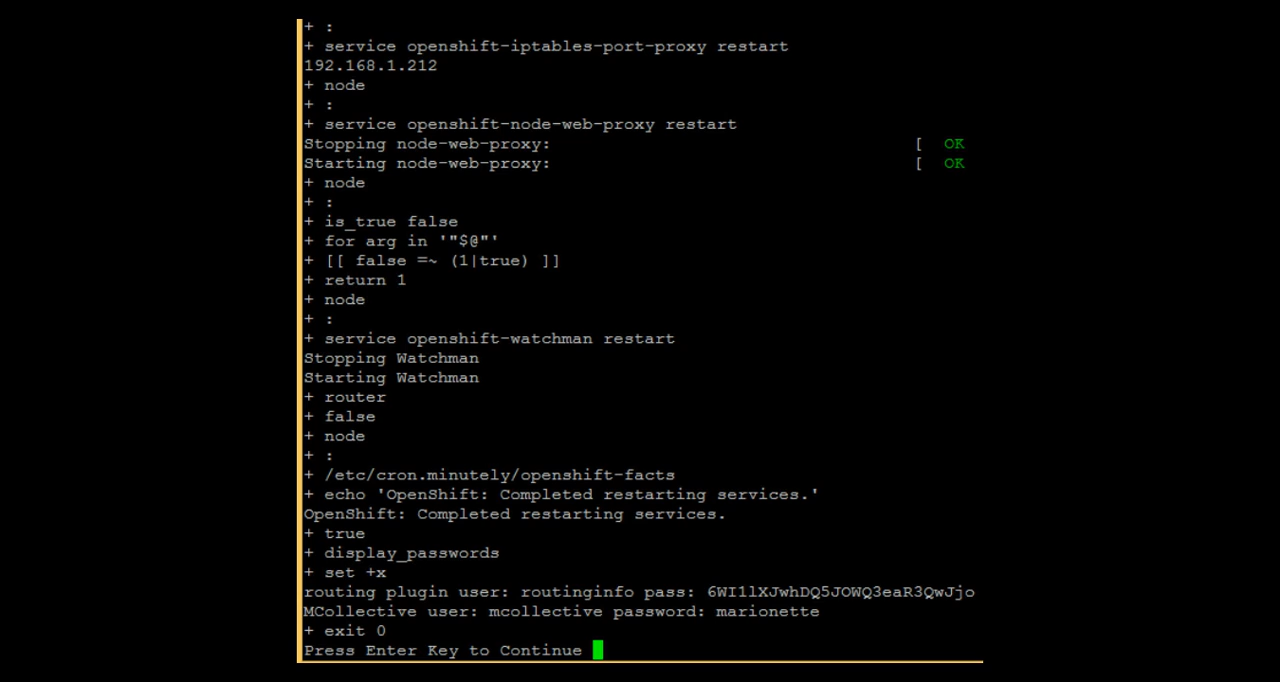 + :
+ service openshift-iptables-port-proxy restart
192.168.1.212
+ node
+ :
+ service openshift-node-web-proxy restart
Stopping node-web-proxy: [ OK
Starting node-web-proxy: [ OK
+ node
+ :
+ is_true false
+ for arg in '"$@"'
+ [[ false =~ (1|true) ]]
+ return 1
+ node
+ :
+ service openshift-watchman restart
Stopping Watchman
Starting Watchman
+ router
+ false
+ node
+ :
+ /etc/cron.minutely/openshift-facts
+ echo 'OpenShift: Completed restarting services.'
OpenShift: Completed restarting services.
+ true
+ display_passwords
+ set +x
routing plugin user: routinginfo pass: 6WI1lXJwhDQ5JOWQ3eaR3QwJjo
MCollective user: mcollective password: marionette
+ exit 0
Press Enter Key to Continue